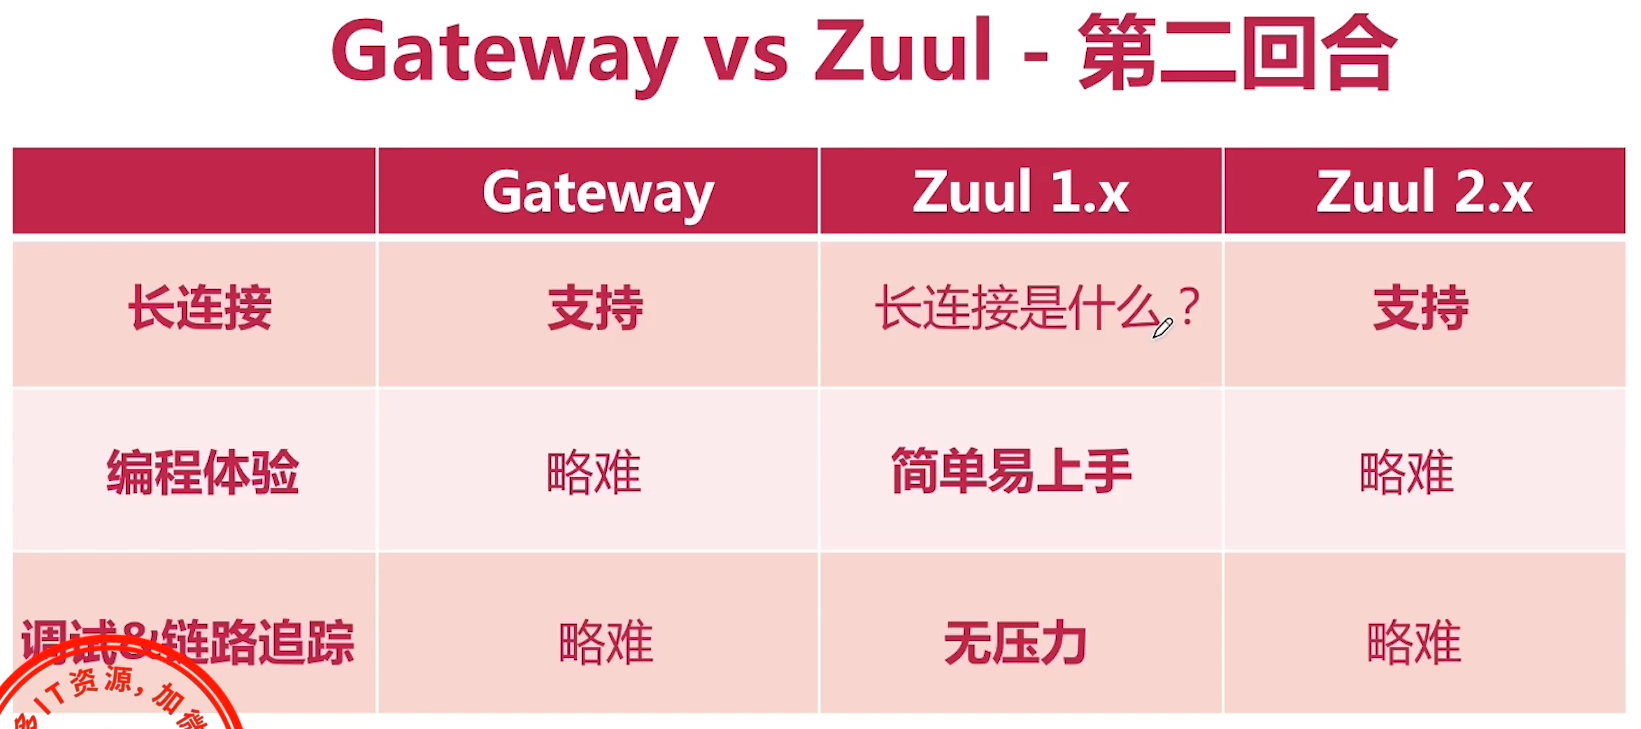 Gateway vs Zuul - 第二回合
Gateway Zuul 1.x Zuul 2.x
长连接 支持 长连接是什么？ 支持
编程体验 略难 简单易上手 略难
调试&链路追踪 略难 无压力 略难
IT资源,加